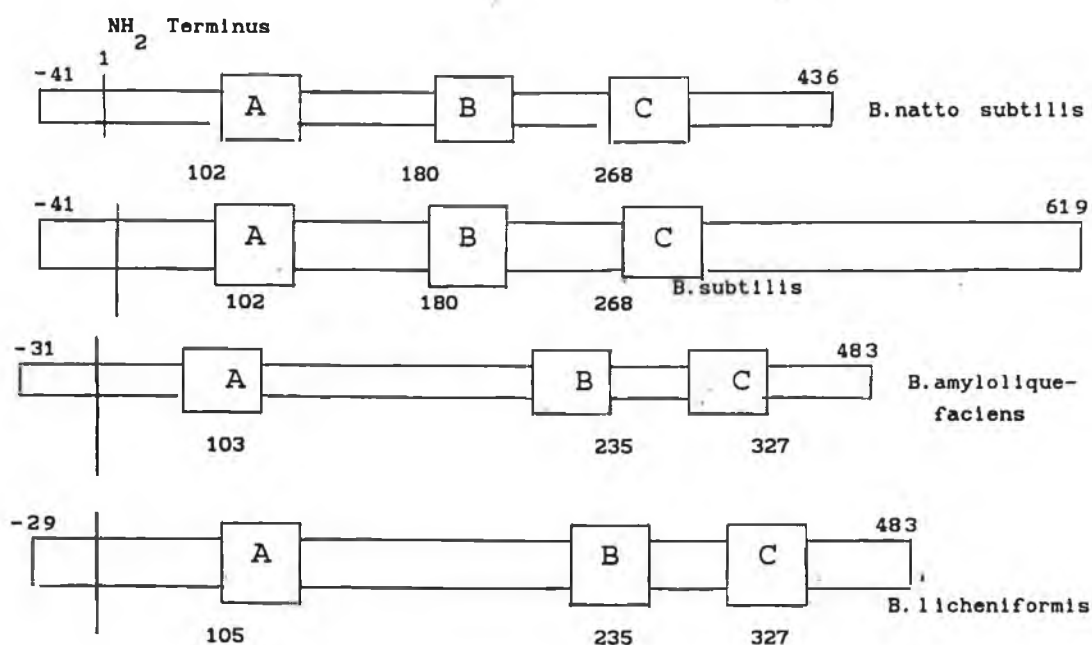 NH2 Terminus
1
-41
436
A
B
C
B.natto subtilis
102
180
268
-41
619
A
B
C
B.subtilis
102
180
268
-31
483
A
B
C
B.amylolique-
faciens
103
235
327
-29
483
A
B
C
B.licheniformis
105
235
327